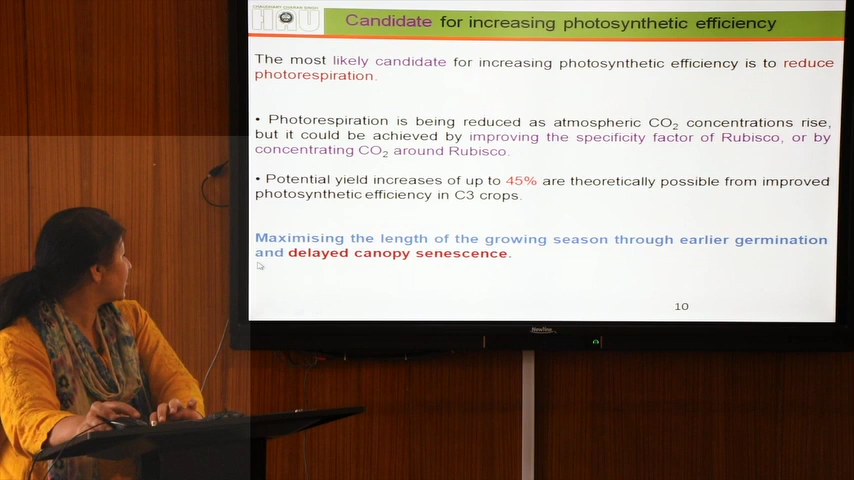 CHAUDHARY CHARAN SINGH
HAU
Candidate for increasing photosynthetic efficiency
The most likely candidate for increasing photosynthetic efficiency is to reduce
photorespiration.
• Photorespiration is being reduced as atmospheric CO2 concentrations rise,
but it could be achieved by improving the specificity factor of Rubisco, or by
concentrating CO2 around Rubisco.
• Potential yield increases of up to 45% are theoretically possible from improved
photosynthetic efficiency in C3 crops.
Maximising the length of the growing season through earlier germination
and delayed canopy senescence.
10